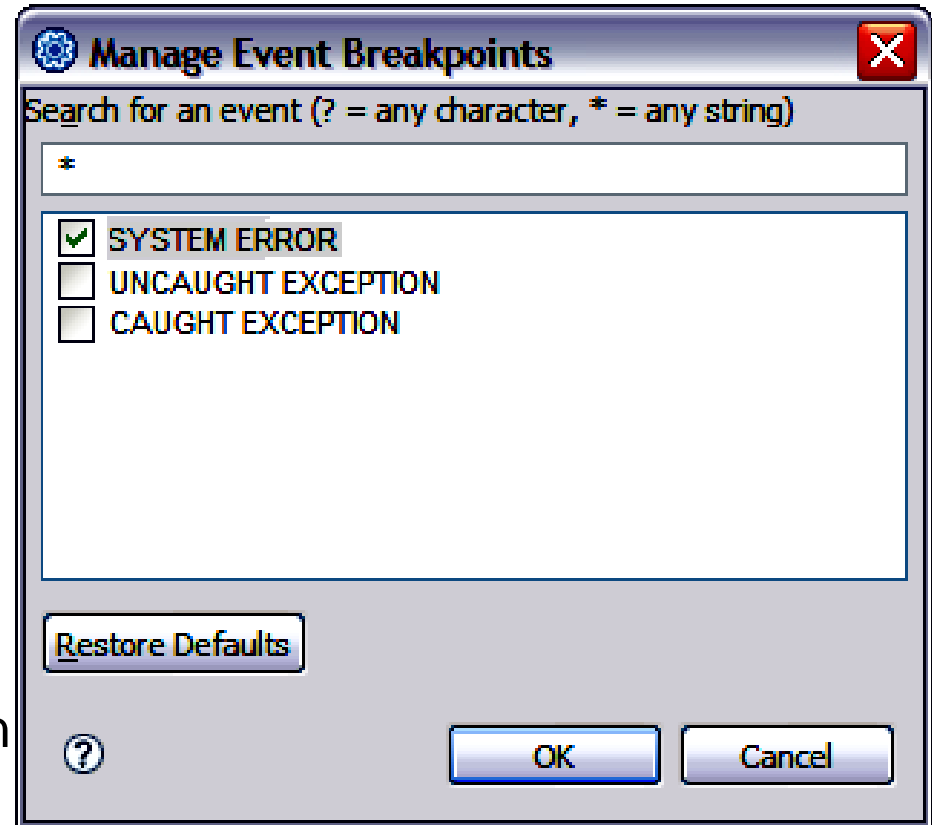 Manage Event Breakpoints
Search for an event (? = any character, * = any string)
*
SYSTEM ERROR
UNCAUGHT EXCEPTION
CAUGHT EXCEPTION
Restore Defaults
n
?
OK
Cancel